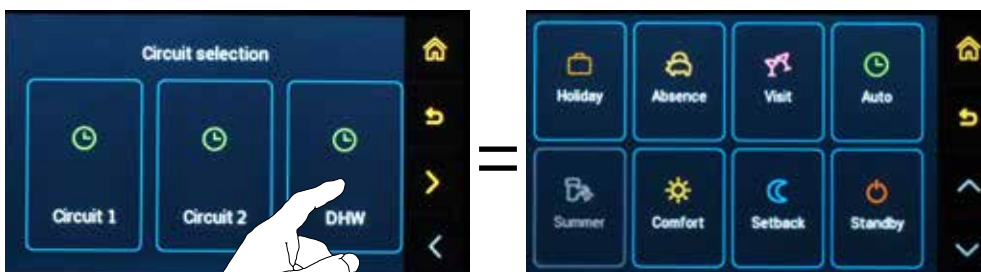 Circuit selection
Circuit 1 Circuit 2 DHW
=
Holiday Absence Visit Auto
Summer Comfort Setback Standby